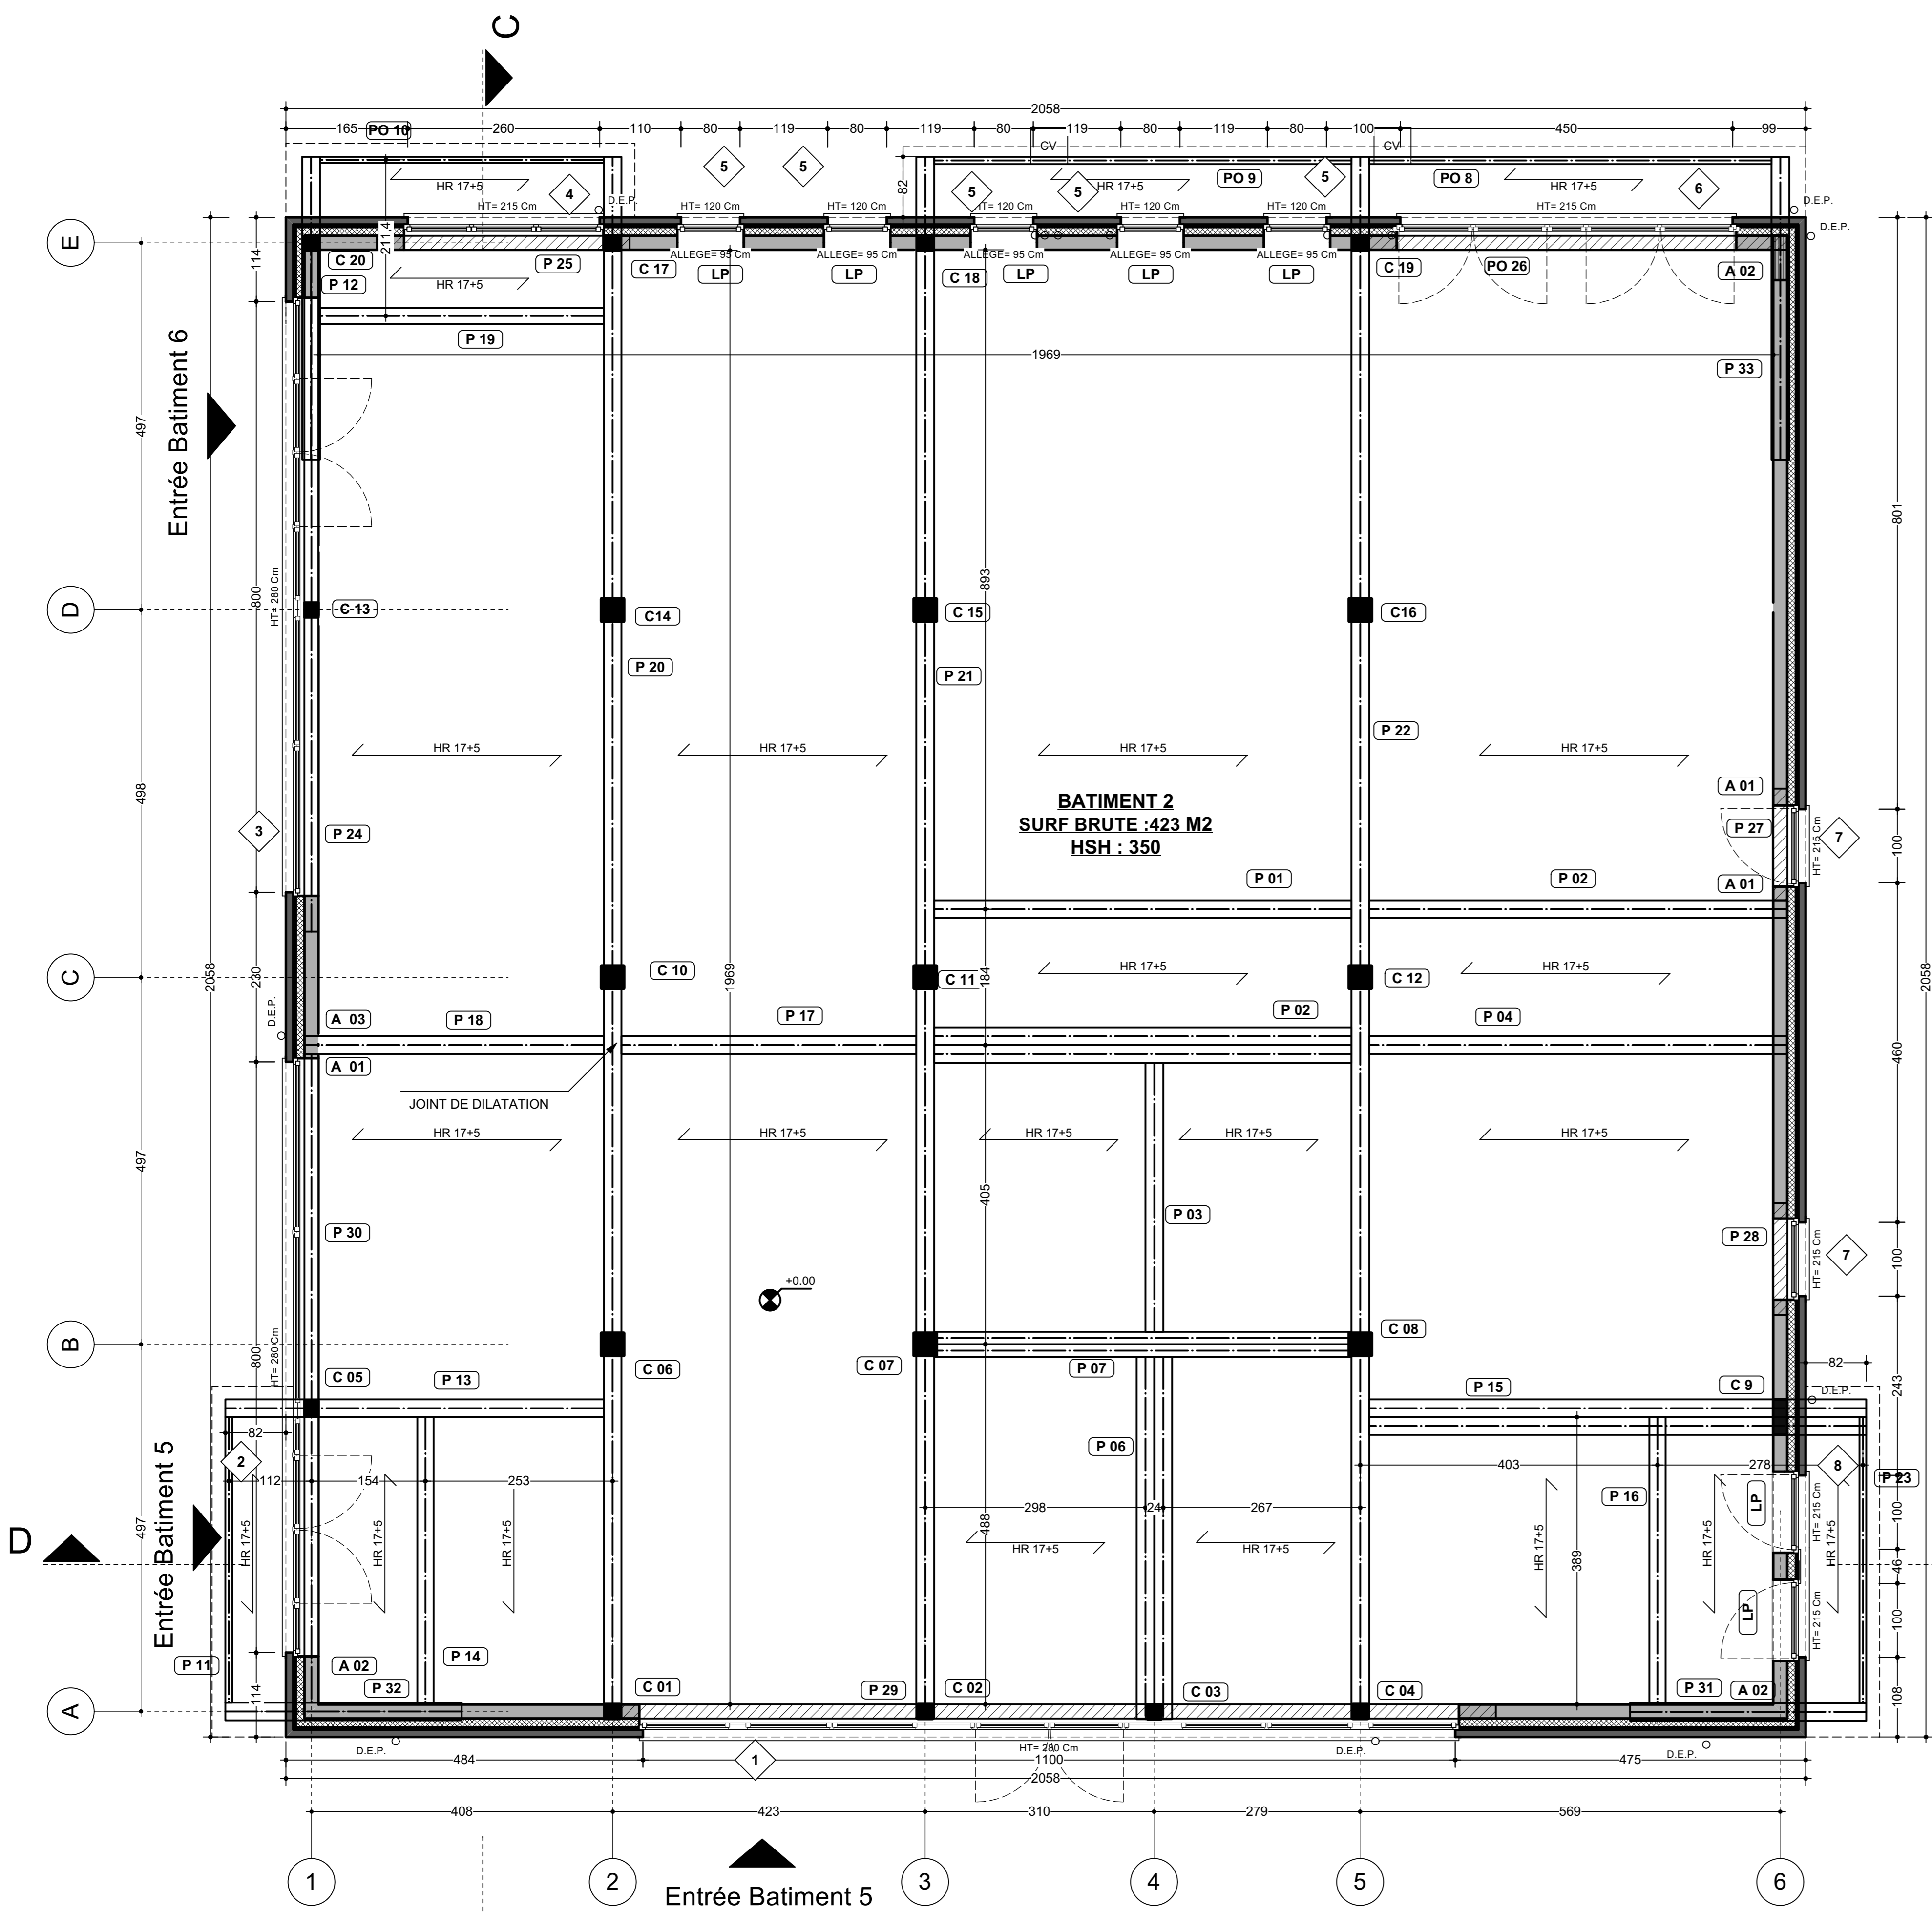 C
2058
165
PO 10
260
110
80
119
80
119
80
119
80
119
80
100
450
99
GV
GV
5
5
5
5
5
4
6
82
HR 17+5
HR 17+5
PO 9
PO 8
HR 17+5
D.E.P.
D.E.P.
D.E.P.
HT= 215 Cm
HT= 120 Cm
HT= 120 Cm
HT= 120 Cm
HT= 120 Cm
HT= 120 Cm
HT= 215 Cm
E
114
211.4
C 20
P 25
C 17
ALLEGE= 95 Cm
ALLEGE= 95 Cm
ALLEGE= 95 Cm
ALLEGE= 95 Cm
ALLEGE= 95 Cm
LP
LP
C 18
LP
LP
LP
C 19
PO 26
A 02
P 12
HR 17+5
P 19
1969
P 33
Entrée Batiment 6
497
801
HT= 280 Cm
800
893
D
C 13
C14
C 15
C16
P 20
P 21
P 22
HR 17+5
HR 17+5
HR 17+5
HR 17+5
498
3
P 24
BATIMENT 2
SURF BRUTE :423 M2
HSH : 350
A 01
P 27
HT= 215 Cm
7
100
A 01
P 01
P 02
C
2058
230
C 10
1969
C 11
184
HR 17+5
C 12
HR 17+5
2058
D.E.P.
A 03
P 18
P 17
P 02
P 04
460
A 01
JOINT DE DILATATION
HR 17+5
HR 17+5
HR 17+5
HR 17+5
HR 17+5
497
405
P 03
P 30
P 28
HT= 215 Cm
7
100
+0.00
B
HT= 280 Cm
800
C 05
P 13
C 06
C 07
P 07
C 08
P 15
C 9
82
D.E.P.
243
82
2
112
154
253
P 06
403
278
8
P 23
298
24
267
488
P 16
LP
HT= 215 Cm
100
D
497
Entrée Batiment 5
HR 17+5
HR 17+5
HR 17+5
HR 17+5
HR 17+5
HR 17+5
389
HR 17+5
HR 17+5
46
LP
HT= 215 Cm
100
P 11
A 02
P 14
114
P 32
C 01
P 29
C 02
C 03
C 04
P 31
A 02
108
A
D.E.P.
HT= 280 Cm
D.E.P.
D.E.P.
484
1
1100
475
2058
408
423
310
279
569
1
2
3
4
5
6
Entrée Batiment 5